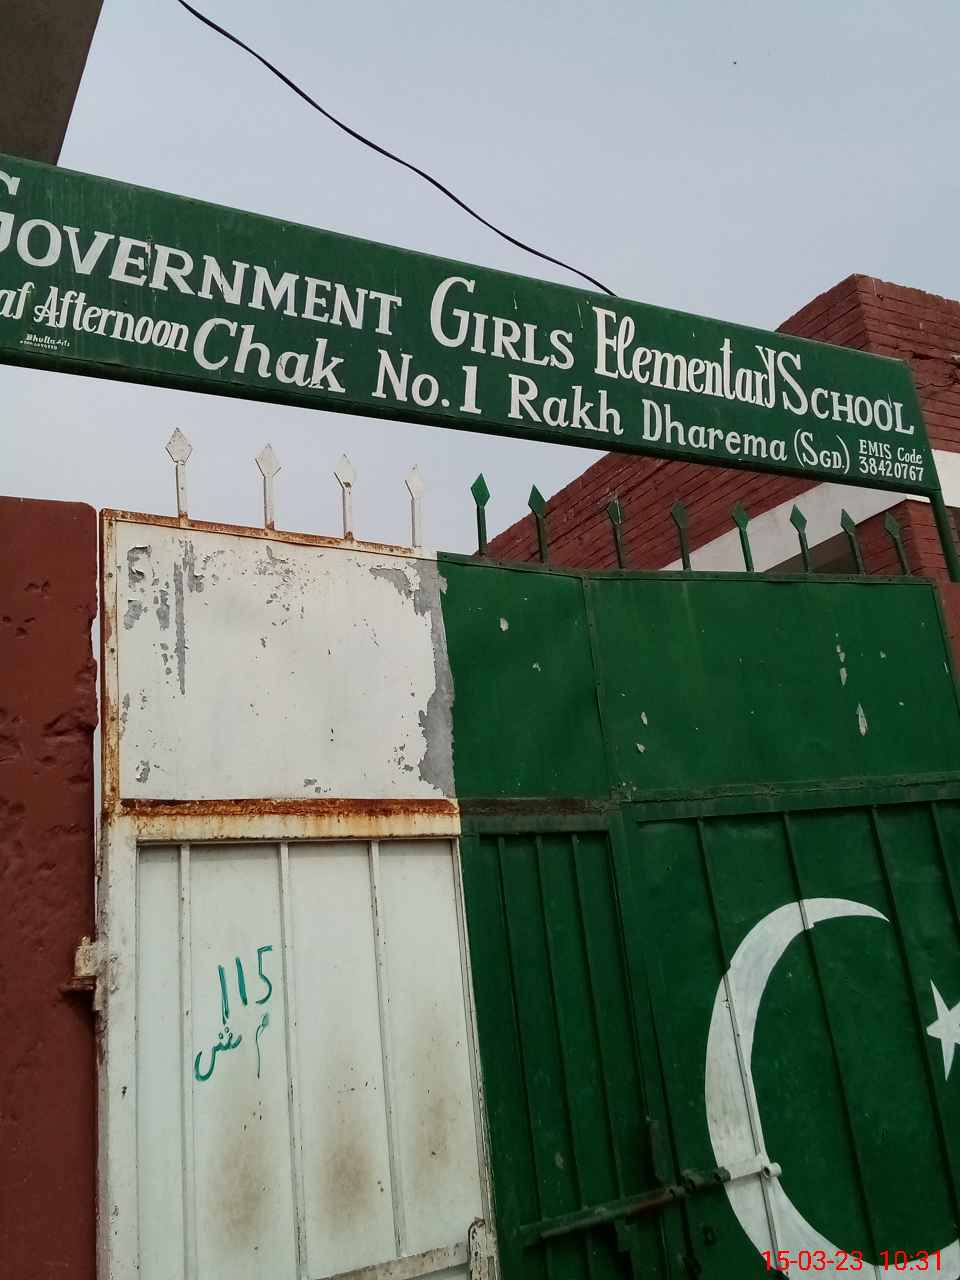 GOVERNMENT GIRLS Elementary SCHOOL
af Afternoon Chak No.1 Rakh Dharema (SGD.) EMIS Code
38420767
115
15-03-23 10:31